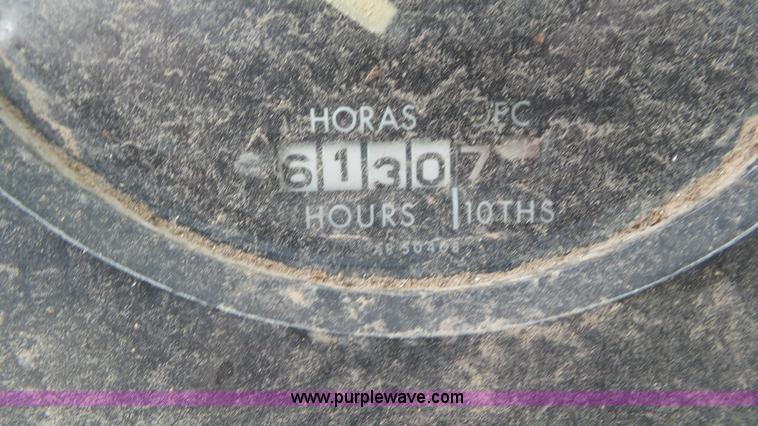 HORAS
61307
HOURS 10THS
www.purplewave.com